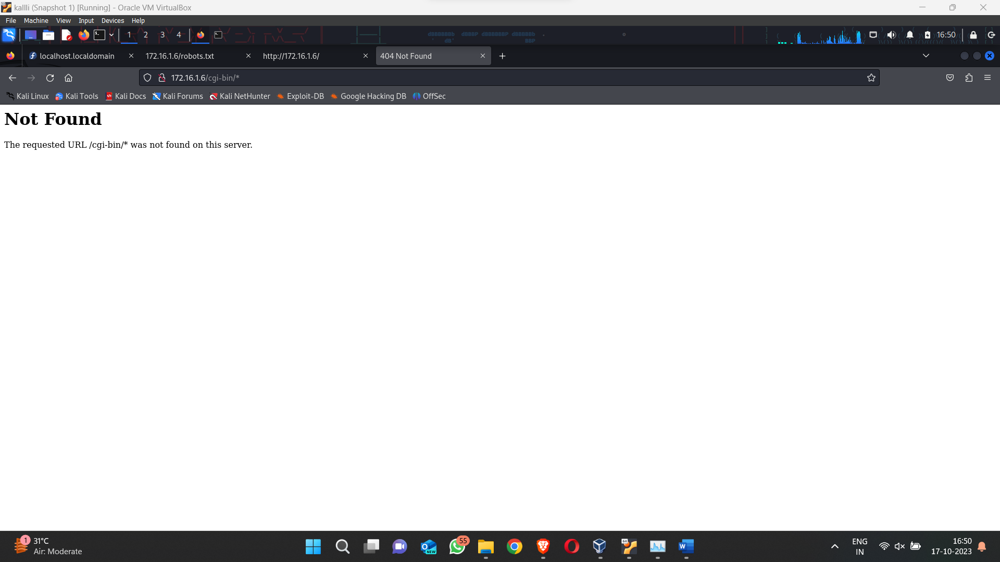 kallli (Snapshot 1) [Running] - Oracle VM VirtualBox
File Machine View Input Devices Help
1 2 3 4 16:50
localhost.localdomain 172.16.1.6/robots.txt http://172.16.1.6/ 404 Not Found
172.16.1.6/cgi-bin/*
Kali Linux Kali Tools Kali Docs Kali Forums Kali NetHunter Exploit-DB Google Hacking DB OffSec
Not Found
The requested URL /cgi-bin/* was not found on this server.
1 31°C
Air: Moderate
NEW
55
64
ENG
IN
16:50
17-10-2023